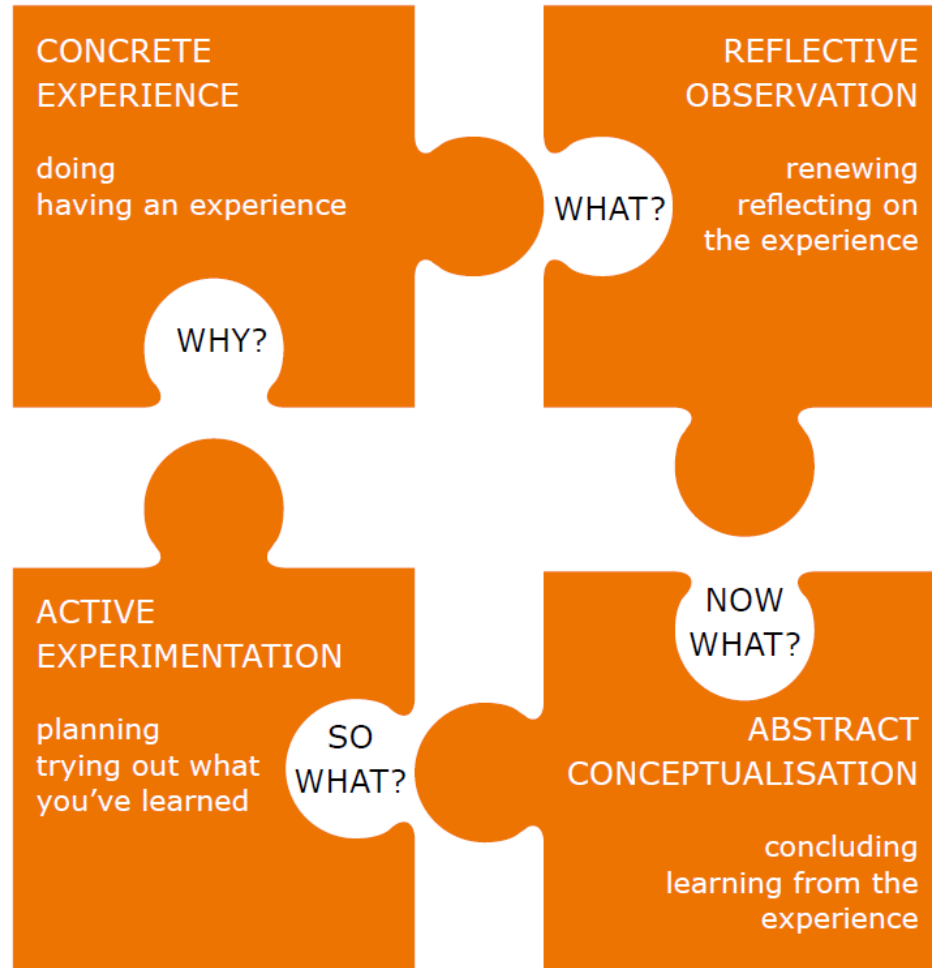 CONCRETE
EXPERIENCE
doing
having an experience
WHY?
REFLECTIVE
OBSERVATION
WHAT?
renewing
reflecting on
the experience
ACTIVE
EXPERIMENTATION
planning
trying out what
you've learned
SO
WHAT?
NOW
WHAT?
ABSTRACT
CONCEPTUALISATION
concluding
learning from the
experience